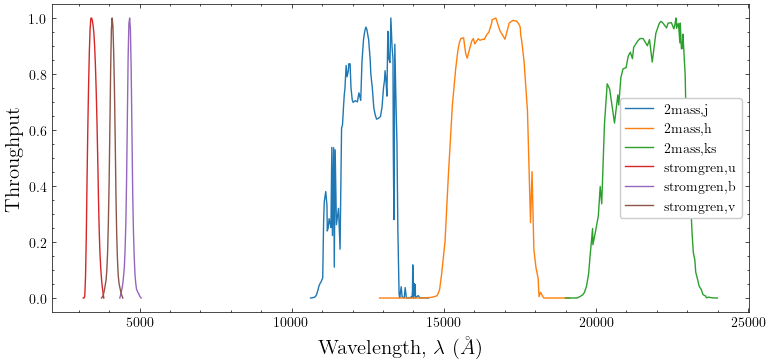 1.0
0.8
0.6
0.4
0.2
0.0
Throughput
2mass,j
2mass,h
2mass,ks
stromgren,u
stromgren,b
stromgren,v
5000
10000
15000
20000
25000
Wavelength, λ (Å)